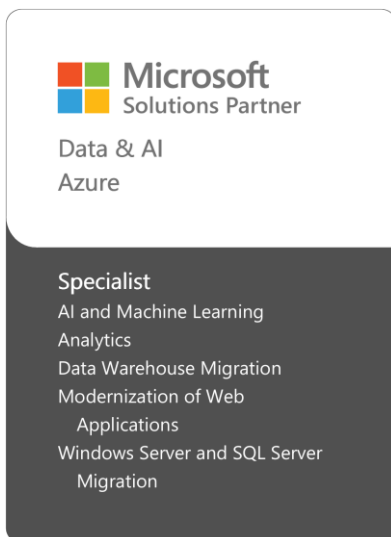 Microsoft
Solutions Partner
Data & AI
Azure
Specialist
AI and Machine Learning
Analytics
Data Warehouse Migration
Modernization of Web
Applications
Windows Server and SQL Server
Migration